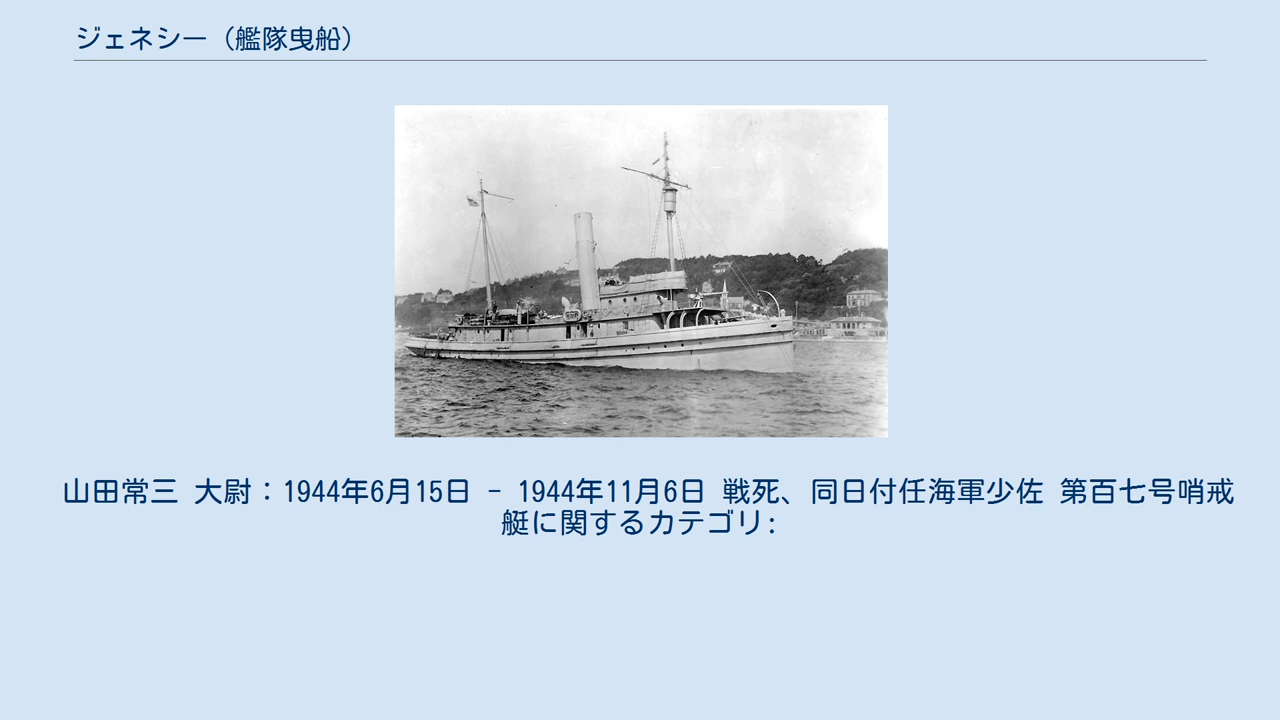 ジェネシー（艦隊曳船）
山田常三 大尉：1944年6月15日 - 1944年11月6日 戦死、同日付任海軍少佐 第百七号哨戒
艇に関するカテゴリ: